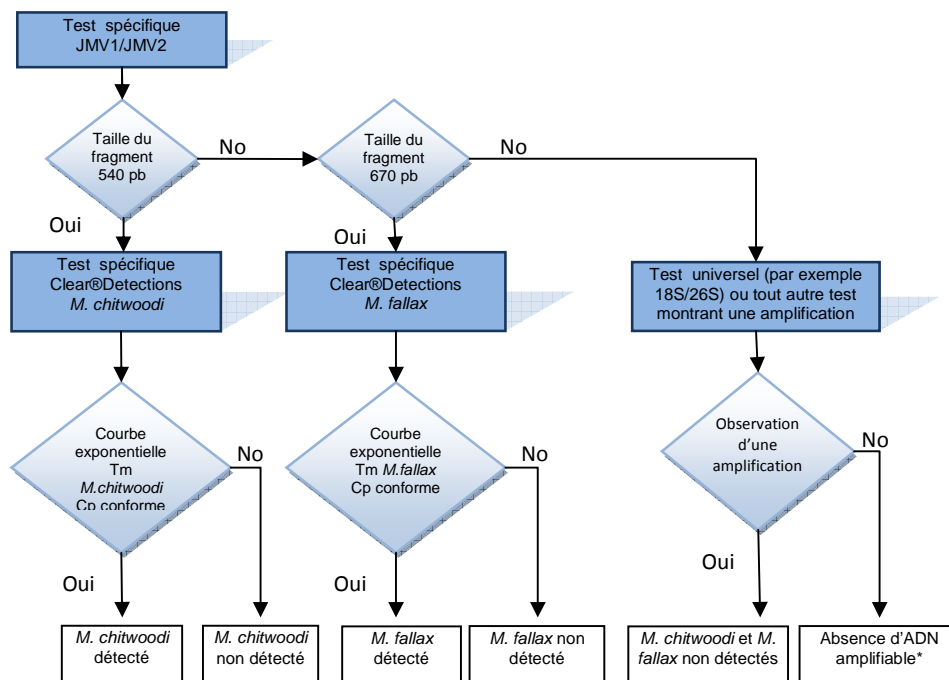 Test spécifique
JMV1/JMV2
Taille du
fragment
540 pb
No
Taille du
fragment
670 pb
No
Oui
Oui
Test spécifique
Clear®Detections
M. chitwoodi
Test spécifique
Clear®Detections
M. fallax
Test universel (par exemple
18S/26S) ou tout autre test
montrant une amplification
Courbe
exponentielle
Tm
M.chitwoodi
Cp conforme
No
Courbe
exponentielle
Tm M.fallax
Cp conforme
No
Observation
d'une
amplification
No
Oui
Oui
Oui
M. chitwoodi
détecté
M. chitwoodi
non détecté
M. fallax
détecté
M. fallax non
détecté
M. chitwoodi et M.
fallax non détectés
Absence d'ADN
amplifiable*